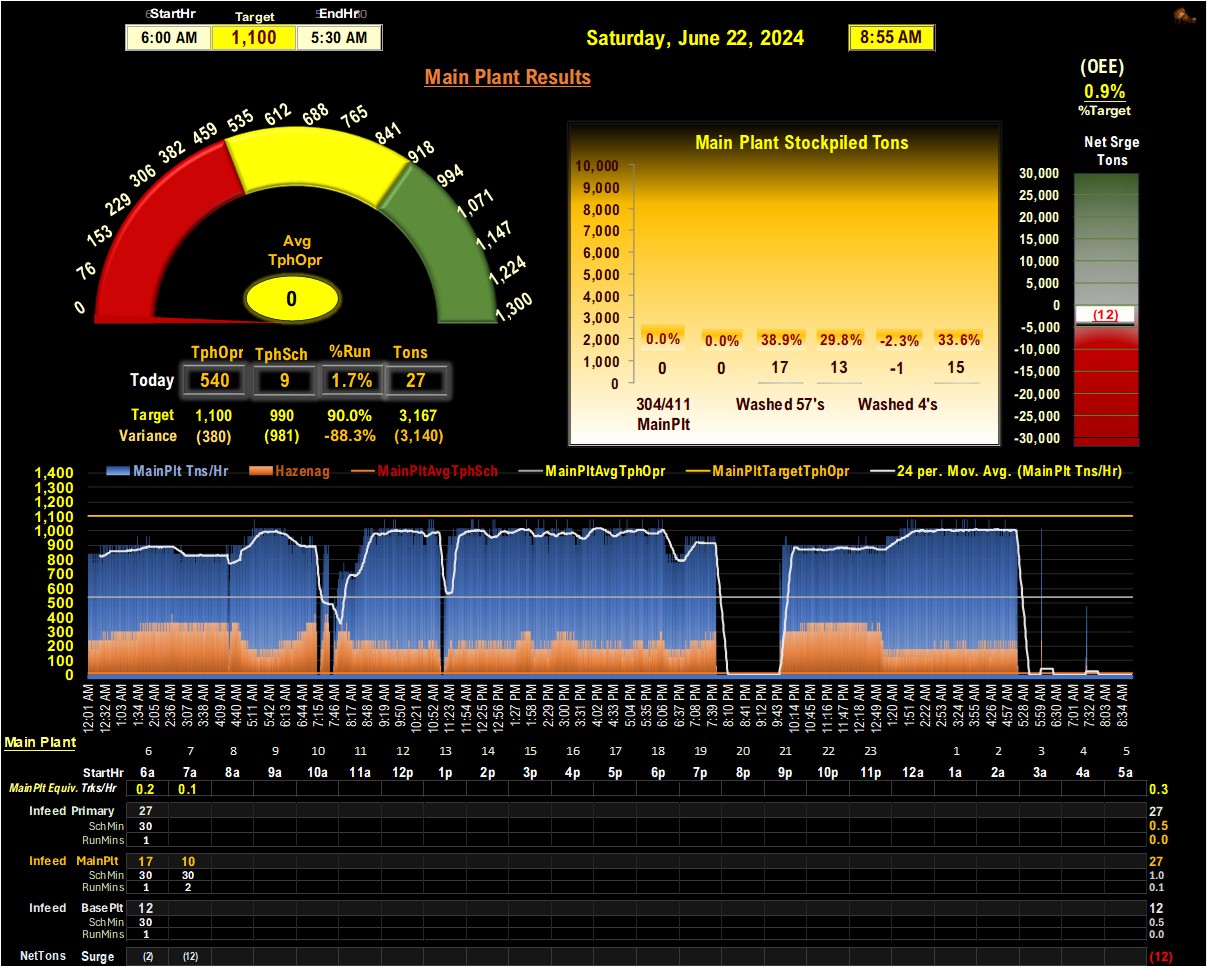 StartHr Target EndHr
6:00 AM 1,100 5:30 AM
Saturday, June 22, 2024 8:55 AM
Main Plant Results
(OEE)
0.9%
%Target
Net Srge
Tons
30,000
25,000
20,000
15,000
10,000
5,000
0
-5,000
-10,000
-15,000
-20,000
-25,000
-30,000
(12)
0 76 153 229 306 382 459 535 612 688 765 841 918 994 1,071 1,147 1,224 1,300
Avg
TphOpr
0
TphOpr TphSch %Run Tons
Today 540 9 1.7% 27
Target 1,100 990 90.0% 3,167
Variance (380) (981) -88.3% (3,140)
Main Plant Stockpiled Tons
10,000
9,000
8,000
7,000
6,000
5,000
4,000
3,000
2,000
1,000
0
0.0% 0.0% 38.9% 29.8% -2.3% 33.6%
0 0 17 13 -1 15
304/411 Washed 57's Washed 4's
MainPlt
MainPlt Tns/Hr Hazenag MainPltAvgTphSch MainPltAvgTphOpr MainPltTargetTphOpr 24 per. Mov. Avg. (MainPlt Tns/Hr)
1,400
1,300
1,200
1,100
1,000
900
800
700
600
500
400
300
200
100
0
12:01 AM 12:32 AM 1:03 AM 1:34 AM 2:05 AM 2:36 AM 3:07 AM 3:38 AM 4:09 AM 4:40 AM 5:11 AM 5:42 AM 6:13 AM 6:44 AM 7:15 AM 7:46 AM 8:17 AM 8:48 AM 9:19 AM 9:50 AM 10:21 AM 10:52 AM 11:23 AM 11:54 AM 12:25 PM 12:56 PM 1:27 PM 1:58 PM 2:29 PM 3:00 PM 3:31 PM 4:02 PM 4:33 PM 5:04 PM 5:35 PM 6:06 PM 6:37 PM 7:08 PM 7:39 PM 8:10 PM 8:41 PM 9:12 PM 9:43 PM 10:14 PM 10:45 PM 11:16 PM 11:47 PM 12:18 AM 12:49 AM 1:20 AM 1:51 AM 2:22 AM 2:53 AM 3:24 AM 3:55 AM 4:26 AM 4:57 AM 5:28 AM 5:59 AM 6:30 AM 7:01 AM 7:32 AM 8:03 AM 8:34 AM
Main Plant
6 7 8 9 10 11 12 13 14 15 16 17 18 19 20 21 22 23 1 2 3 4 5
StartHr 6a 7a 8a 9a 10a 11a 12p 1p 2p 3p 4p 5p 6p 7p 8p 9p 10p 11p 12a 1a 2a 3a 4a 5a
MainPlt Equiv. Trks/Hr 0.2 0.1 0.3
Infeed Primary 27 27
SchMin 30 0.5
RunMins 1 0.0
Infeed MainPlt 17 10 27
SchMin 30 30 1.0
RunMins 1 2 0.1
Infeed BasePlt 12 12
SchMin 30 0.5
RunMins 1 0.0
NetTons Surge (2) (12) (12)